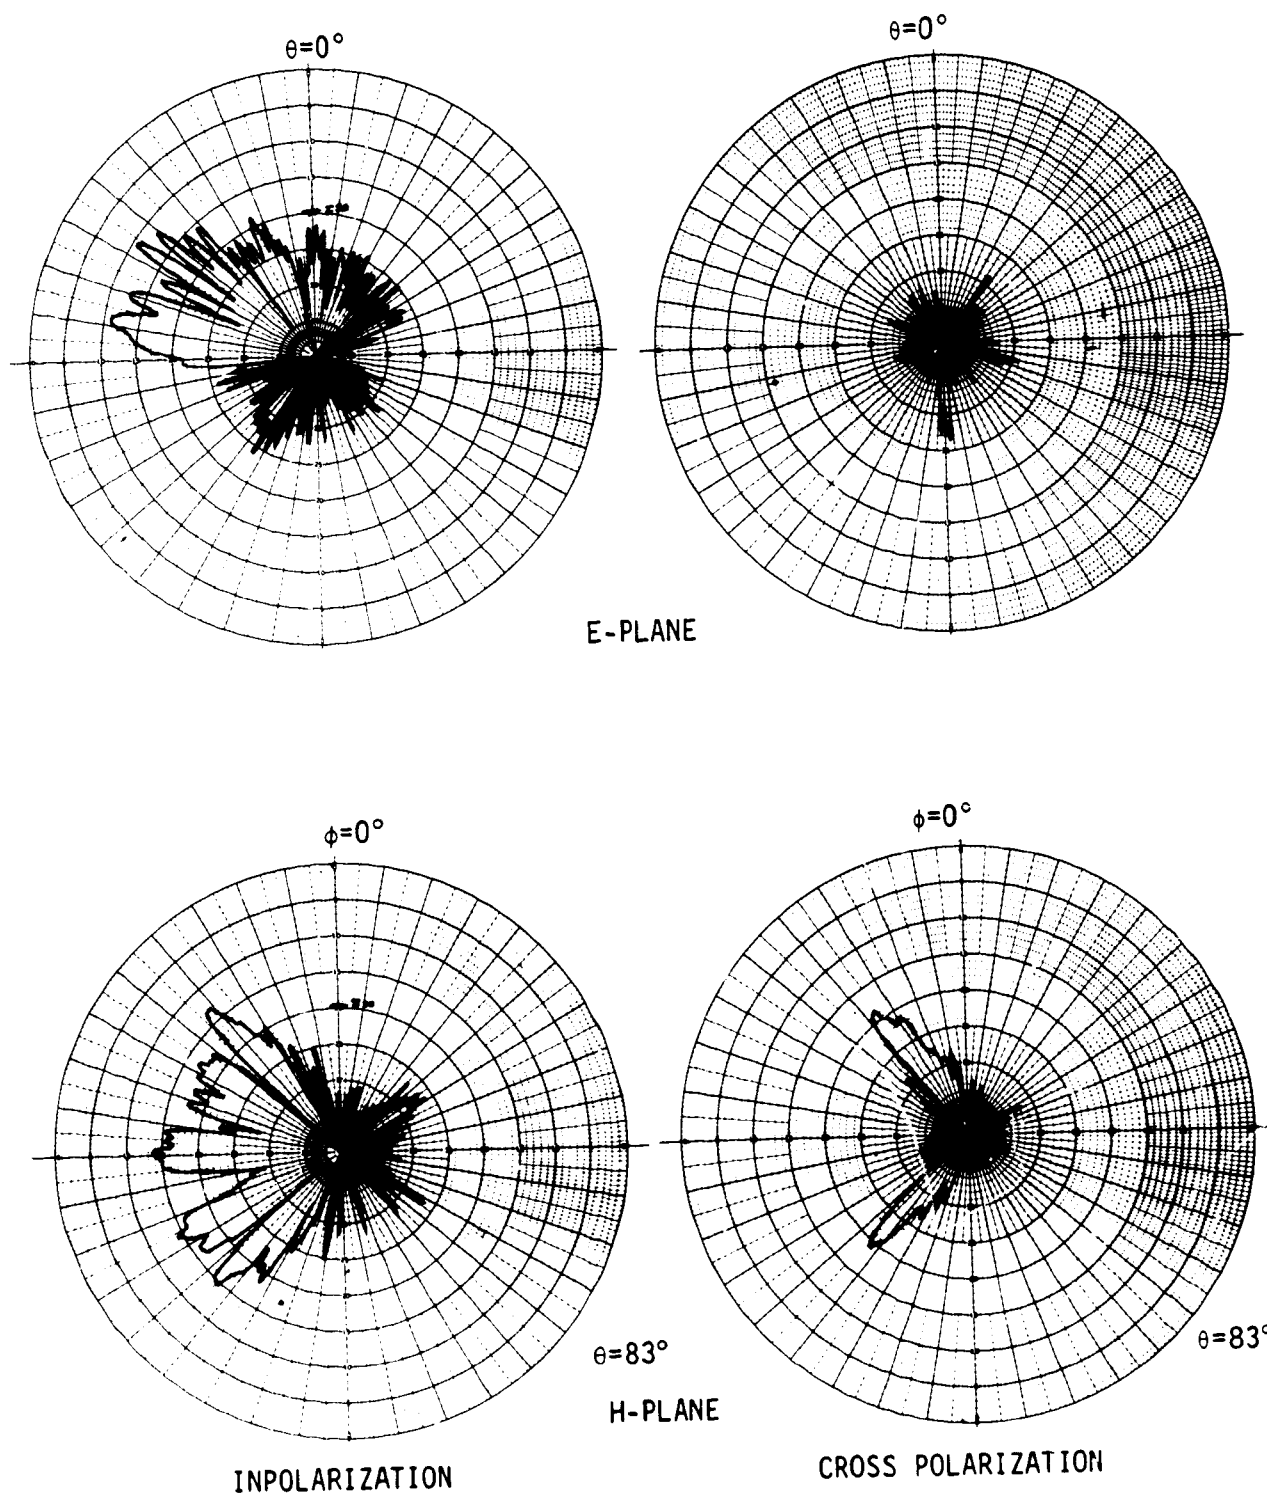 θ=0°
θ=0°
E-PLANE
ϕ=0°
ϕ=0°
θ=83°
θ=83°
H-PLANE
INPOLARIZATION
CROSS POLARIZATION